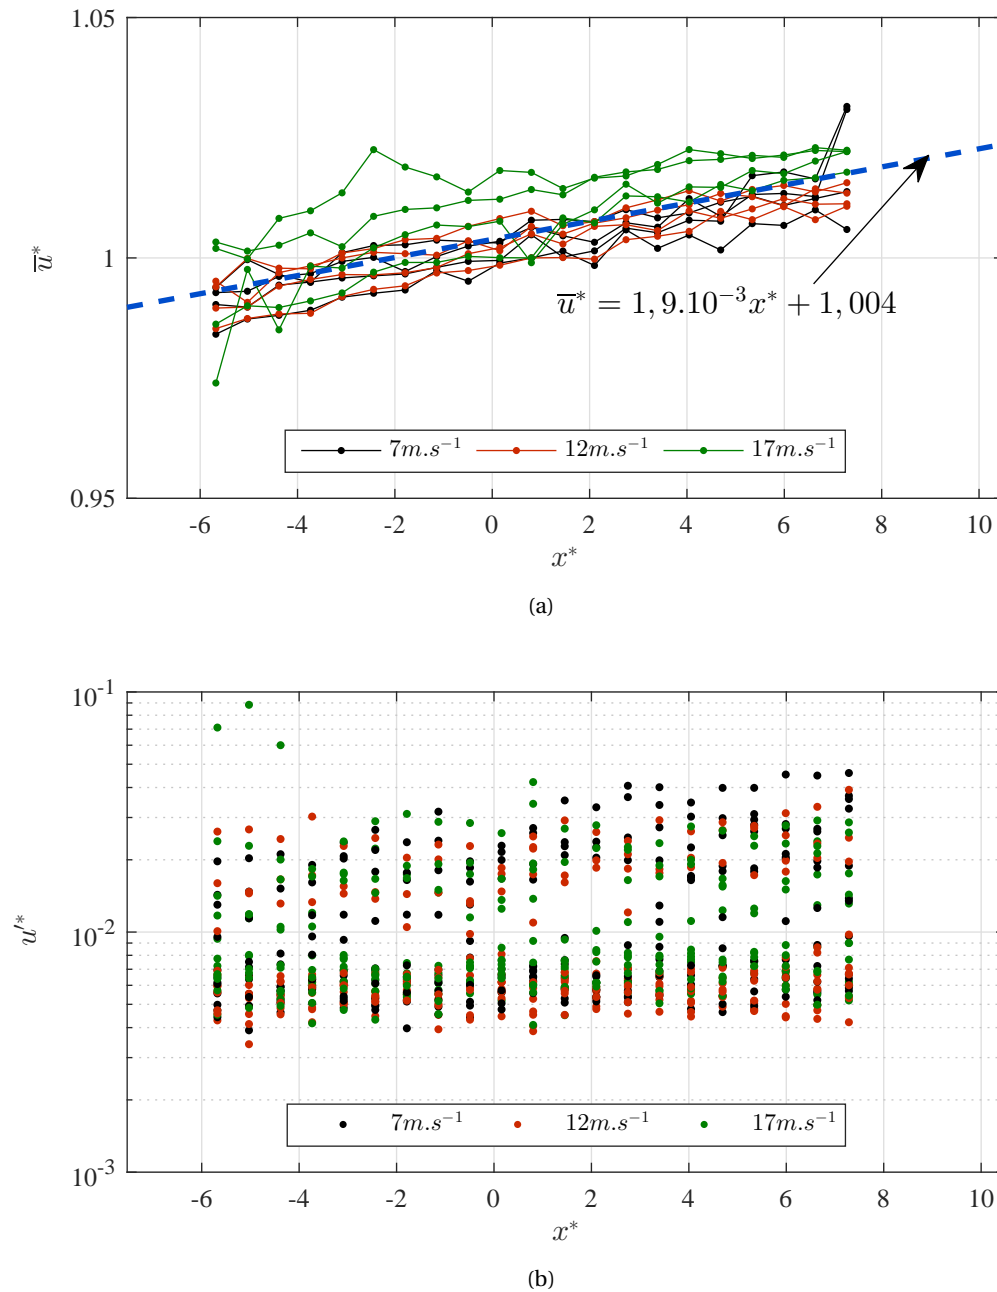 1.05
1
0.95
u̅*
u̅* = 1,9.10⁻³x* + 1,004
7m.s⁻¹ 12m.s⁻¹ 17m.s⁻¹
-6 -4 -2 0 2 4 6 8 10
x*
(a)
10⁻¹
10⁻²
10⁻³
u′*
7m.s⁻¹ 12m.s⁻¹ 17m.s⁻¹
-6 -4 -2 0 2 4 6 8 10
x*
(b)